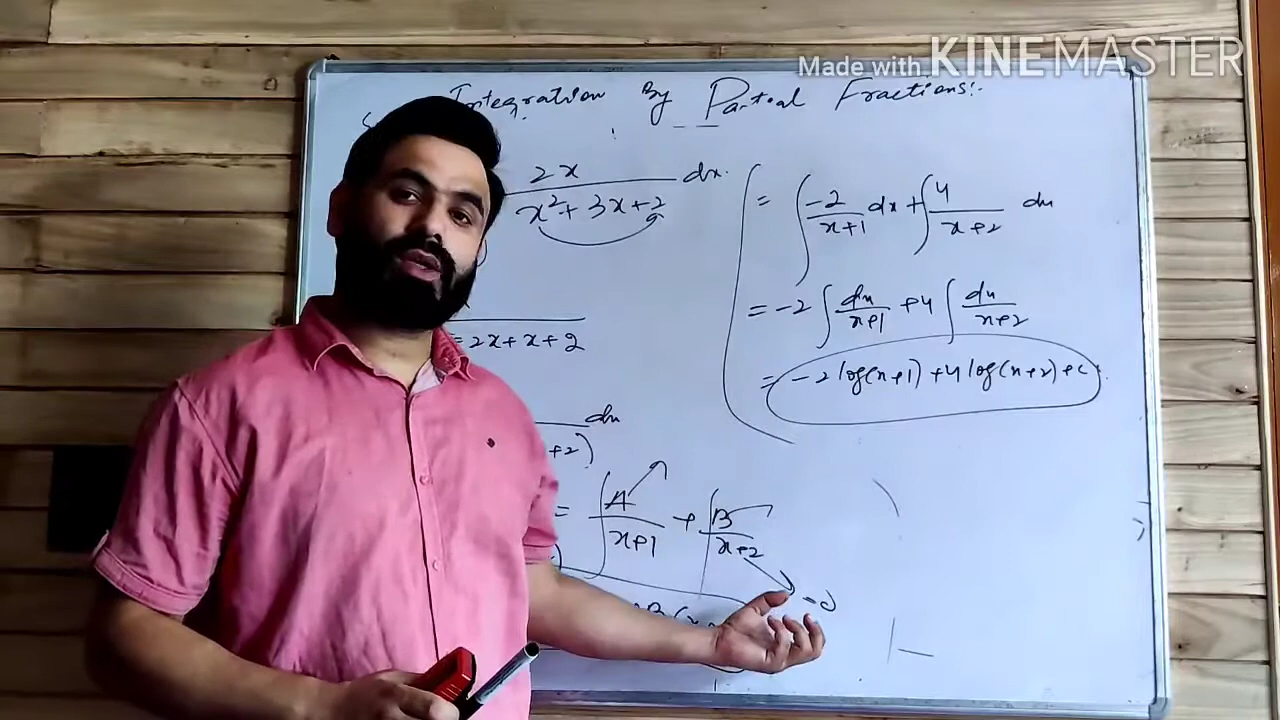 Made with KINEMASTER
Integration By Partial Fractions:.
2x
x²+3x+2
dx.
=2x+x+2
dx
+2)
= A/x+1 + B/x+2
= ∫ -2/x+1 dx + ∫ 4/x+2 dx
= -2 ∫ dx/x+1 + 4 ∫ dx/x+2
= -2 log(x+1) + 4 log(x+2) + c